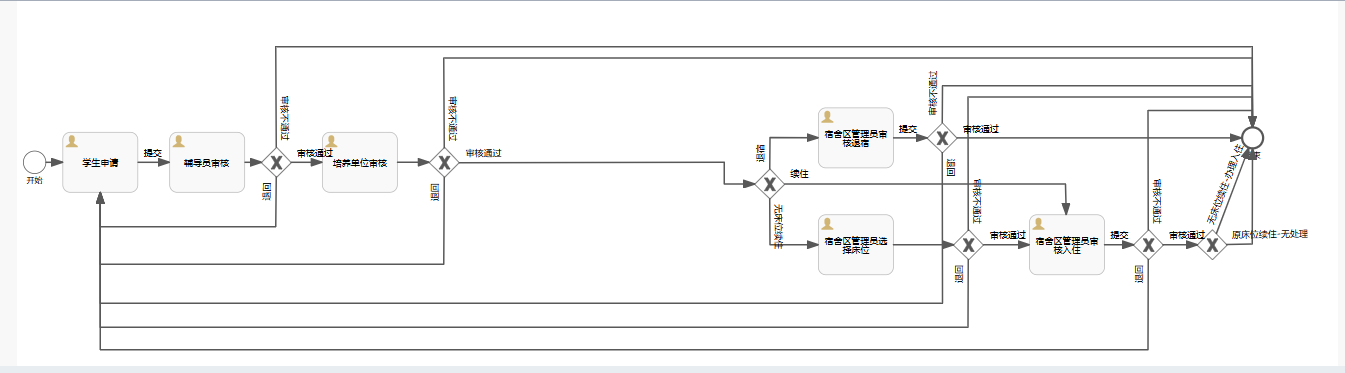 开始
学生申请
提交
辅导员审核
审核不通过
审核通过
退回
培养单位审核
审核不通过
审核通过
退回
退宿
续住
无床位续住
宿舍区管理员审
核退宿
提交
审核不通过
审核通过
退回
宿舍区管理员选
择床位
审核不通过
审核通过
退回
宿舍区管理员审
核入住
提交
审核不通过
审核通过
退回
无床位续住-办理入住
原床位续住-无处理
束